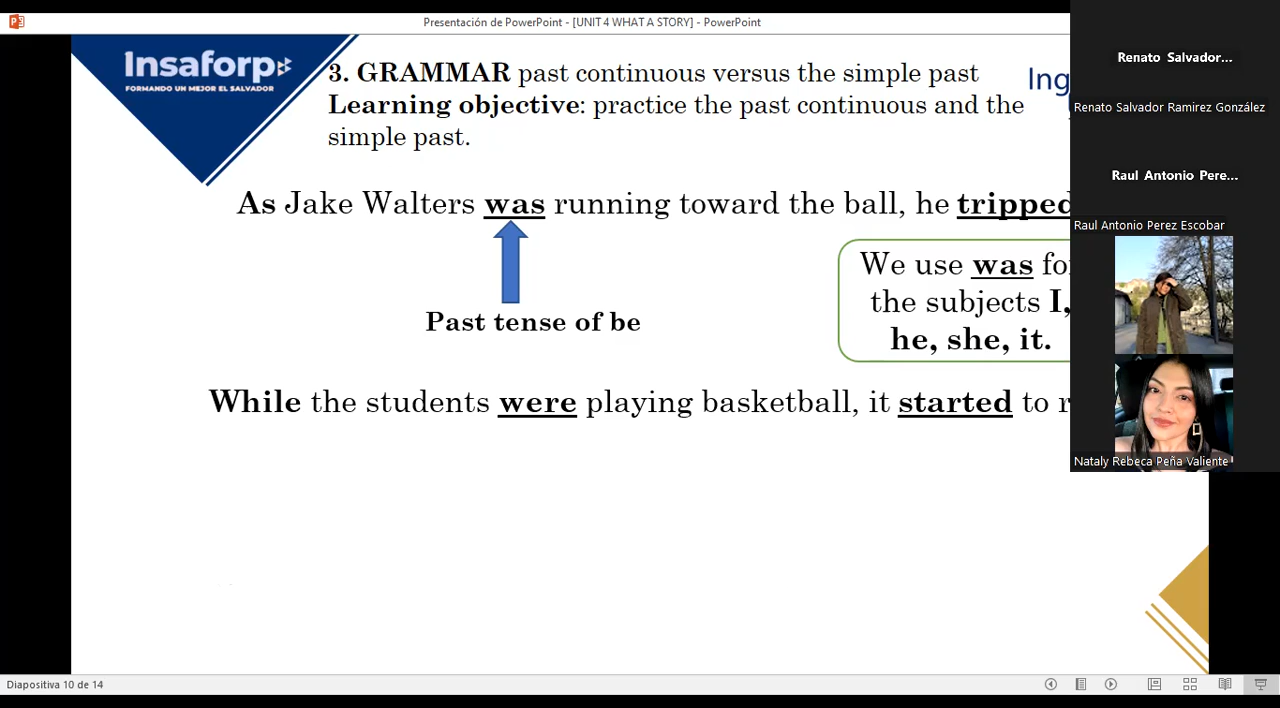 Presentación de PowerPoint - [UNIT 4 WHAT A STORY] - PowerPoint
Insaforp
FORMANDO UN MEJOR EL SALVADOR
3. GRAMMAR past continuous versus the simple past
Learning objective: practice the past continuous and the
simple past.
Ing
As Jake Walters was running toward the ball, he tripped
We use was for
the subjects I,
he, she, it.
Past tense of be
While the students were playing basketball, it started to r
Renato Salvador...
Renato Salvador Ramirez González
Raul Antonio Pere...
Raul Antonio Perez Escobar
Nataly Rebeca Peña Valiente
Diapositiva 10 de 14